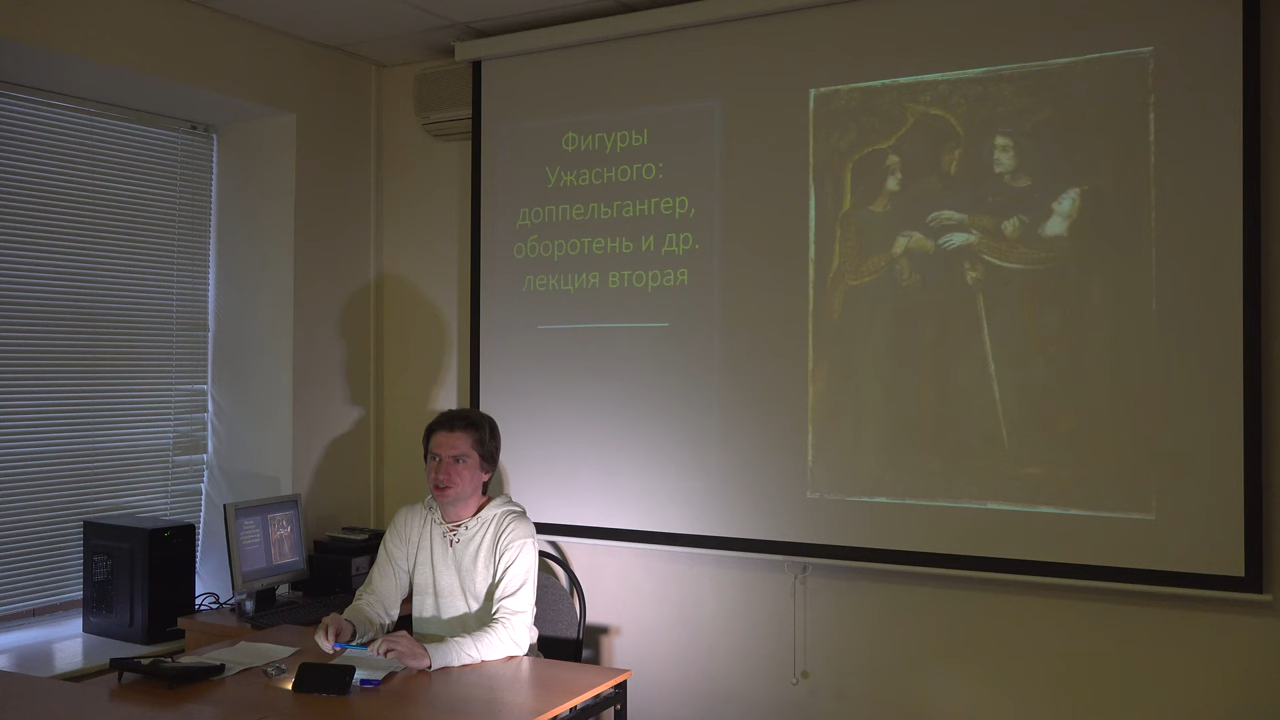 Фигуры
Ужасного:
доппельгангер,
оборотень и др.
лекция вторая